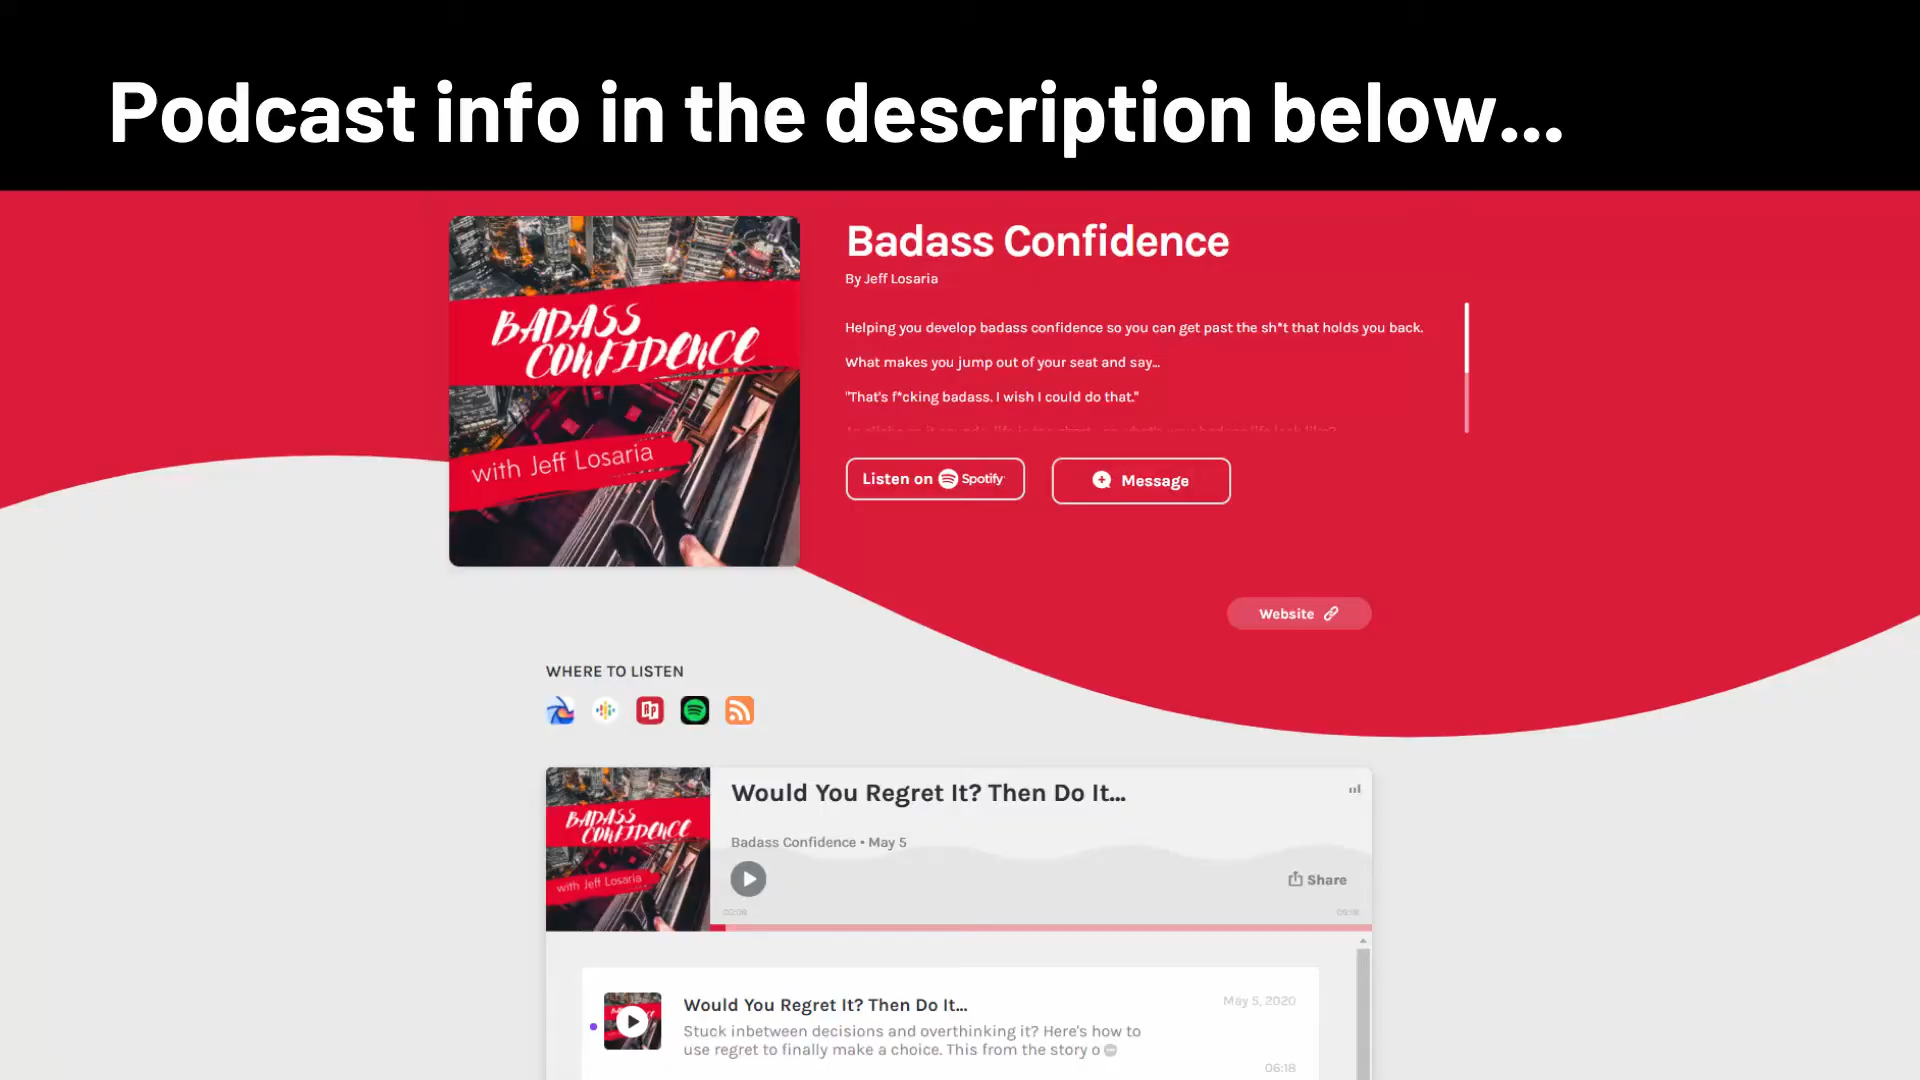 Podcast info in the description below...
BADASS
CONFIDENCE
with Jeff Losaria
Badass Confidence
By Jeff Losaria
Helping you develop badass confidence so you can get past the sh*t that holds you back.
What makes you jump out of your seat and say...
"That's f*cking badass. I wish I could do that."
Listen on Spotify
Message
Website
WHERE TO LISTEN
BADASS
CONFIDENCE
with Jeff Losaria
Would You Regret It? Then Do It...
Badass Confidence • May 5
Share
Would You Regret It? Then Do It...
May 5, 2020
Stuck inbetween decisions and overthinking it? Here's how to
use regret to finally make a choice. This from the story o
06:18